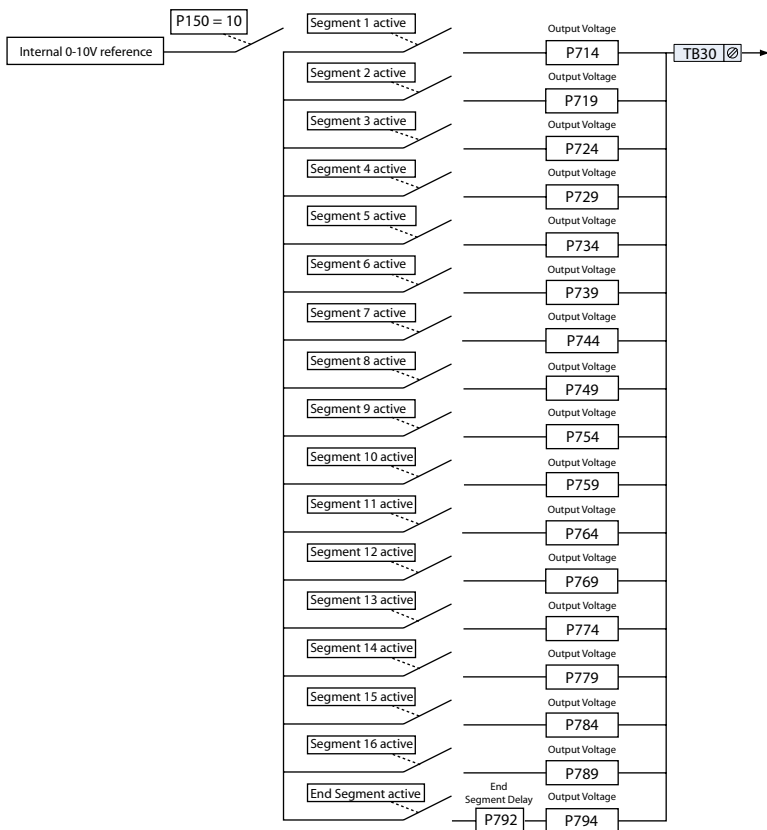 P150 = 10
Internal 0-10V reference
Segment 1 active
Output Voltage
P714
TB30
Segment 2 active
Output Voltage
P719
Segment 3 active
Output Voltage
P724
Segment 4 active
Output Voltage
P729
Segment 5 active
Output Voltage
P734
Segment 6 active
Output Voltage
P739
Segment 7 active
Output Voltage
P744
Segment 8 active
Output Voltage
P749
Segment 9 active
Output Voltage
P754
Segment 10 active
Output Voltage
P759
Segment 11 active
Output Voltage
P764
Segment 12 active
Output Voltage
P769
Segment 13 active
Output Voltage
P774
Segment 14 active
Output Voltage
P779
Segment 15 active
Output Voltage
P784
Segment 16 active
Output Voltage
P789
End Segment active
End
Segment Delay
P792
Output Voltage
P794